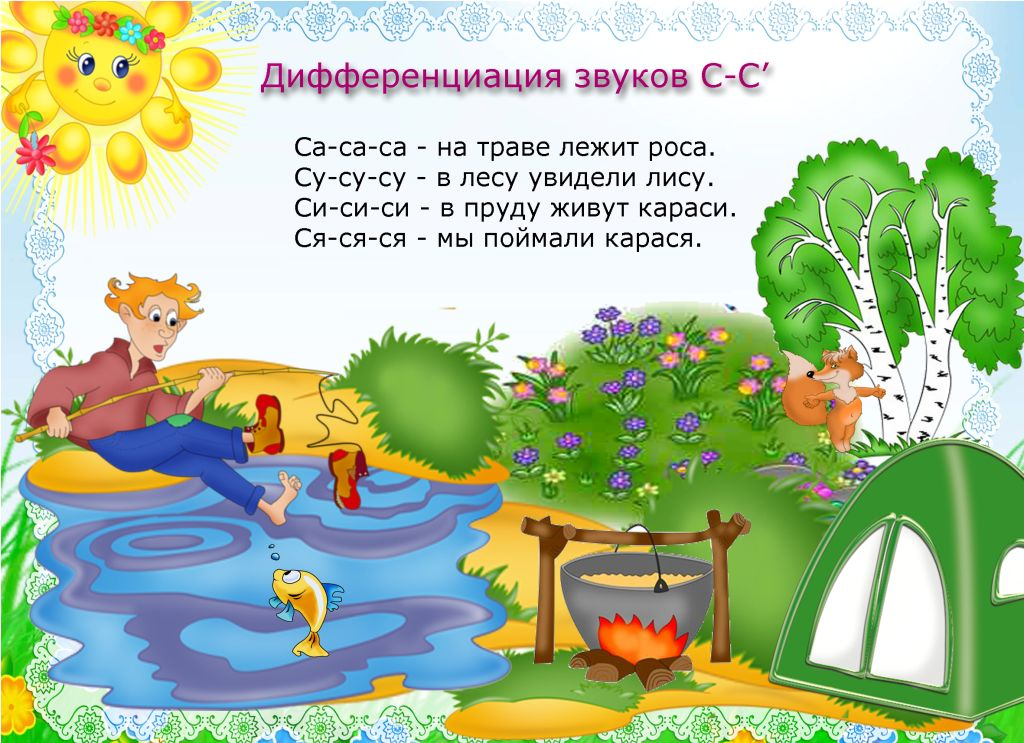 Дифференциация звуков С-С’
Са-са-са - на траве лежит роса.
Су-су-су - в лесу увидели лису.
Си-си-си - в пруду живут караси.
Ся-ся-ся - мы поймали карася.